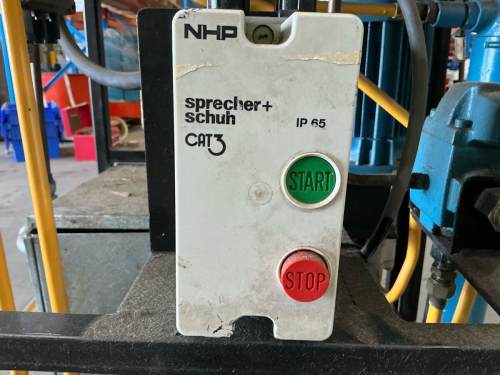 NHP
sprecher+
schuh
IP 65
CAT3
START
STOP